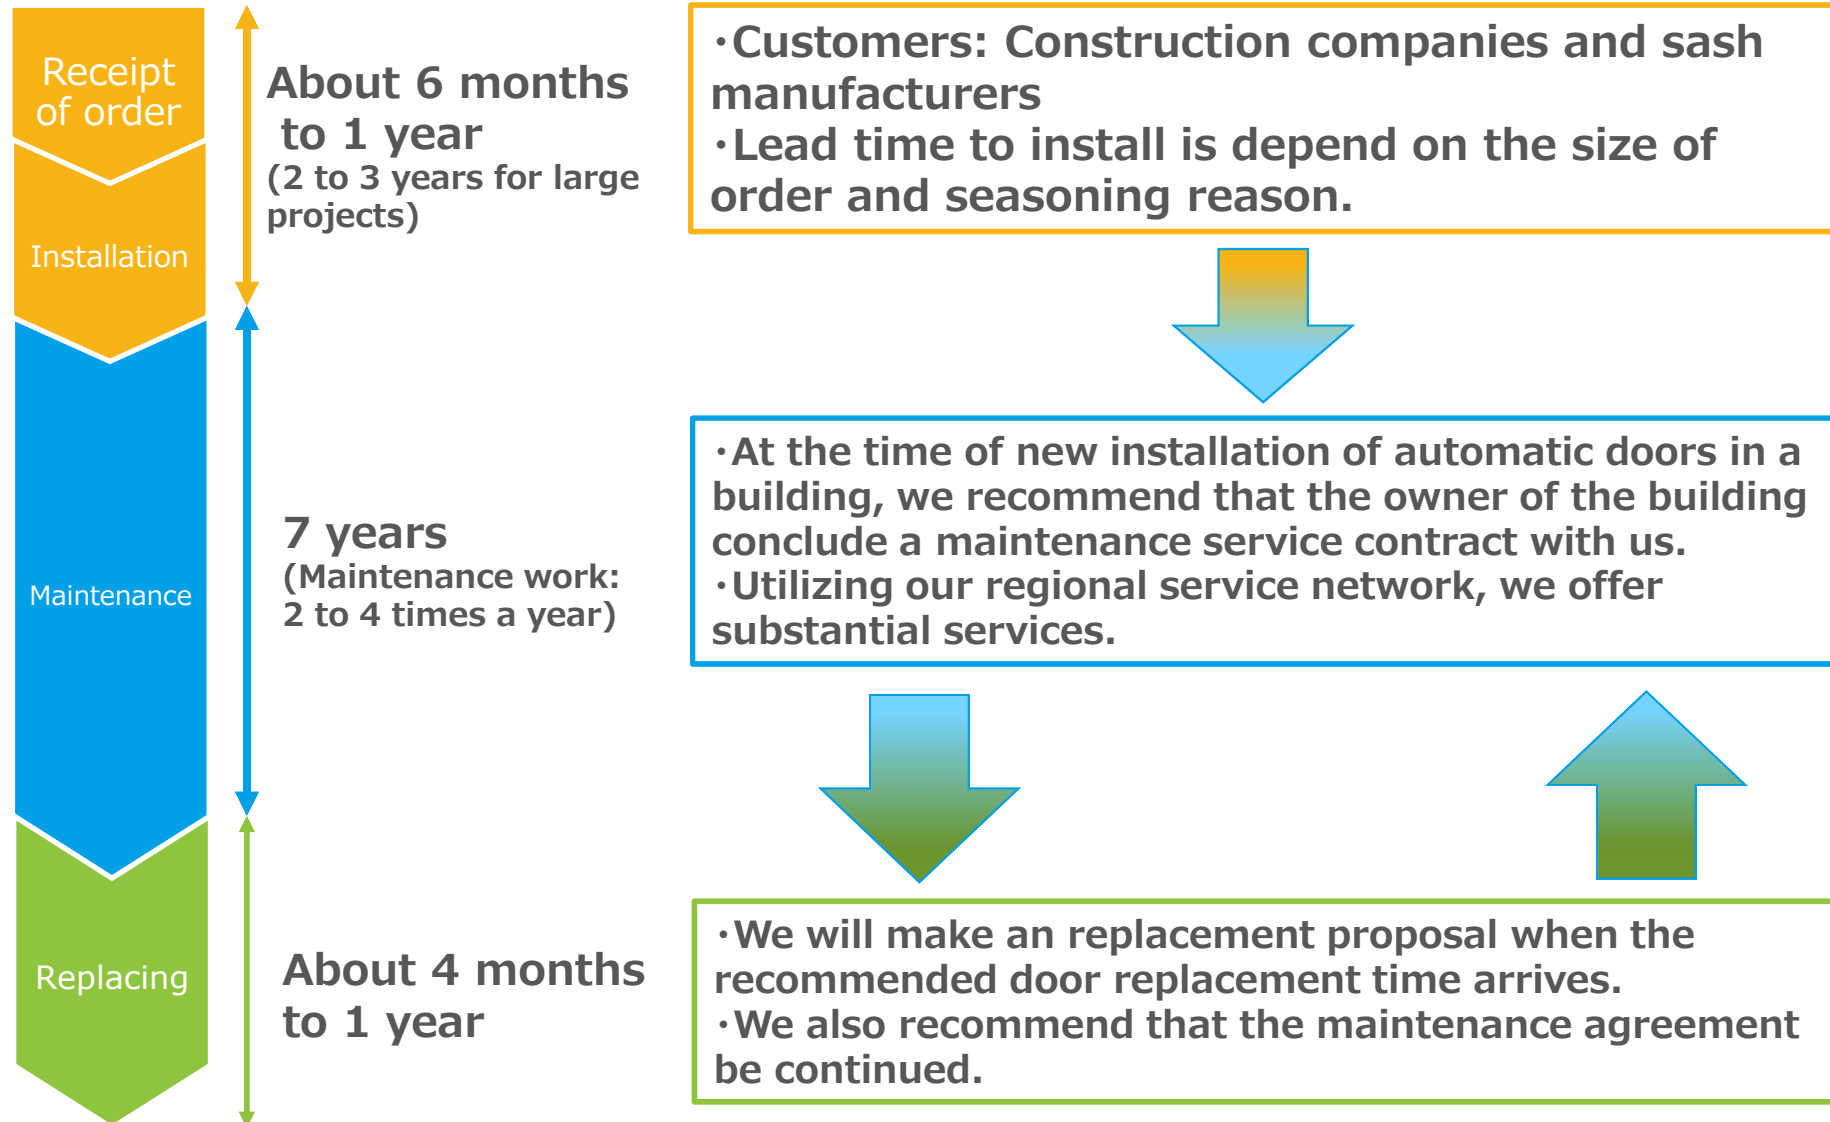 Receipt
of order
Installation
Maintenance
Replacing
About 6 months
to 1 year
(2 to 3 years for large
projects)
7 years
(Maintenance work:
2 to 4 times a year)
About 4 months
to 1 year
・Customers: Construction companies and sash
manufacturers
・Lead time to install is depend on the size of
order and seasoning reason.
・At the time of new installation of automatic doors in a
building, we recommend that the owner of the building
conclude a maintenance service contract with us.
・Utilizing our regional service network, we offer
substantial services.
・We will make an replacement proposal when the
recommended door replacement time arrives.
・We also recommend that the maintenance agreement
be continued.